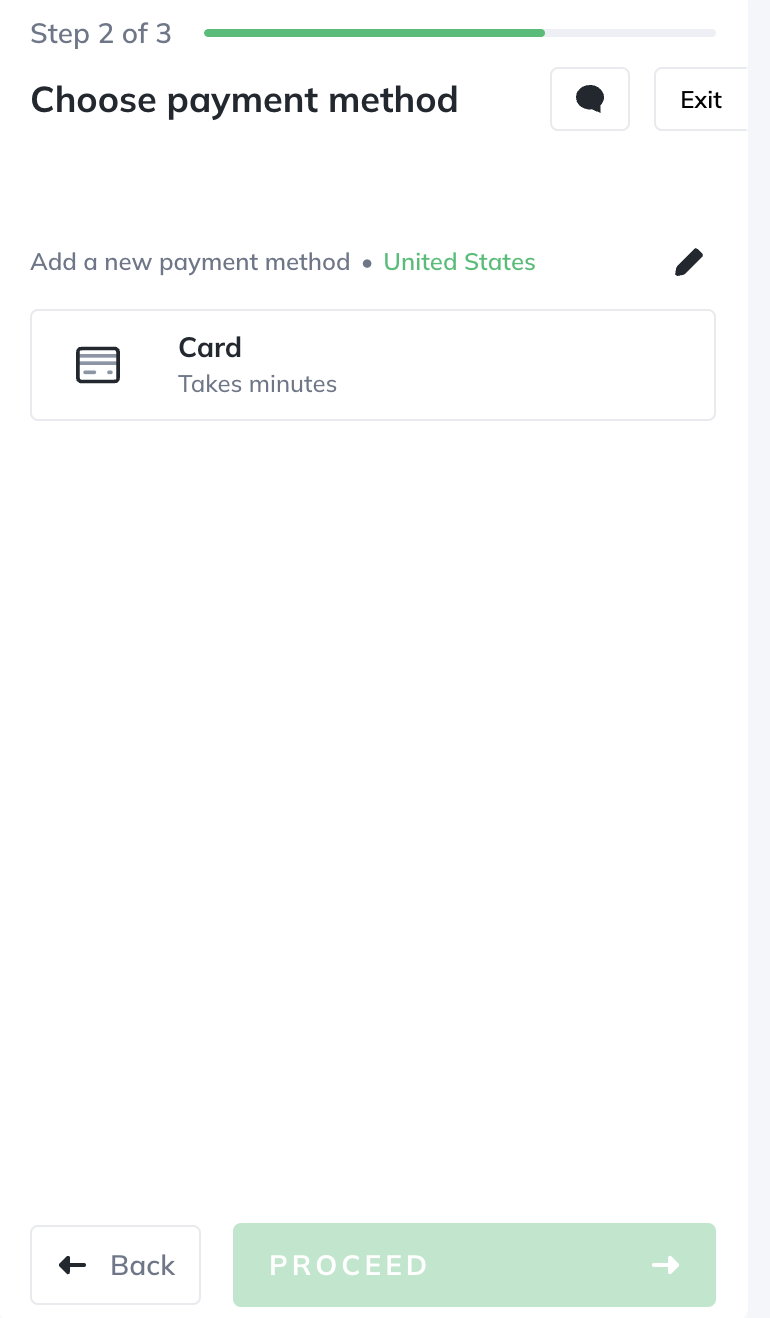 Step 2 of 3
Choose payment method
Exit
Add a new payment method • United States
Card
Takes minutes
Back
PROCEED